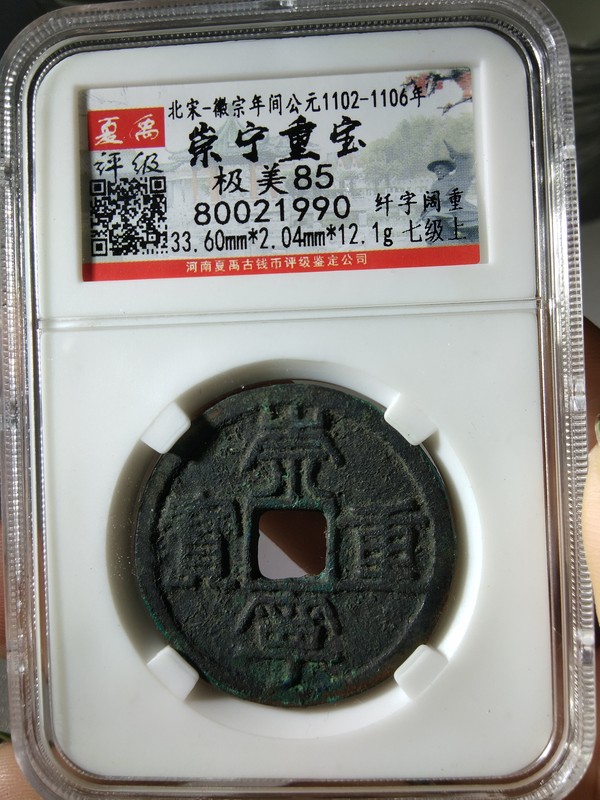 北宋-徽宗年间公元1102-1106年
夏禹
评级
崇宁重宝
极美85
80021990
纤字阔重
33.60mm*2.04mm*12.1g 七级上
河南夏禹古钱币评级鉴定公司
崇
寶 重
寧